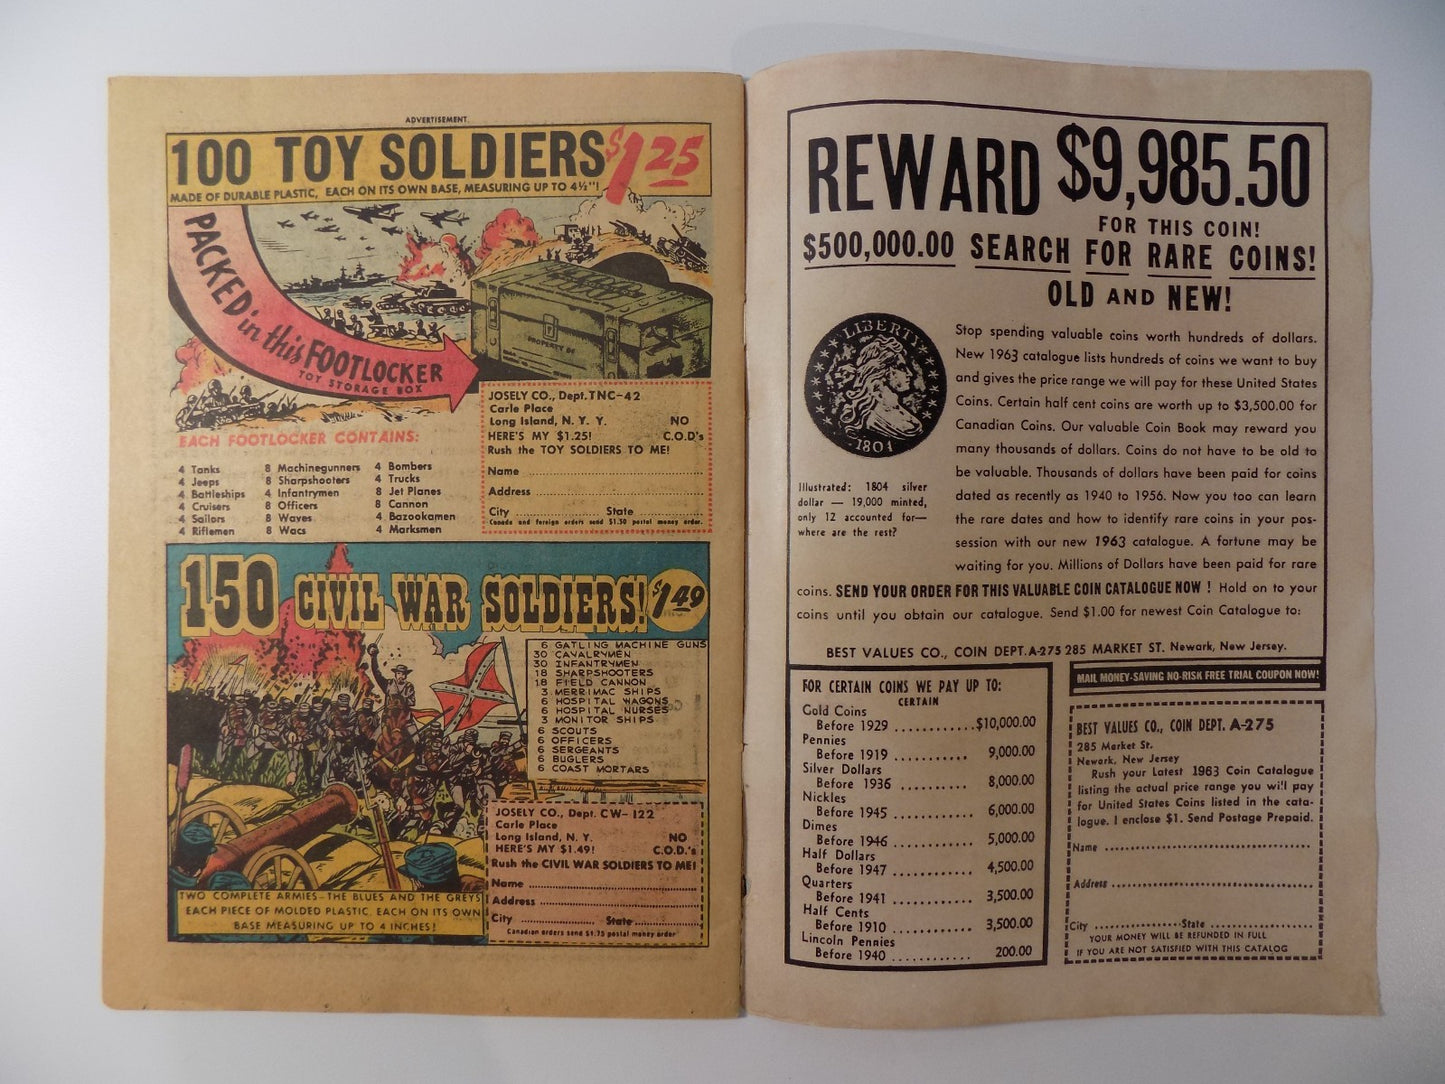 ADVERTISEMENT.
100 TOY SOLDIERS $1.25
MADE OF DURABLE PLASTIC, EACH ON ITS OWN BASE, MEASURING UP TO 4½"!
PACKED in this FOOTLOCKER
TOY STORAGE BOX
PROPERTY OF
JOSELY CO., Dept. TNC-42
Carle Place
Long Island, N. Y. Y. NO
HERE'S MY $1.25! C.O.D's
Rush the TOY SOLDIERS TO ME!
Name
Address
City State
Canada and foreign orders send $1.50 postal money order.
EACH FOOTLOCKER CONTAINS:
4 Tanks
4 Jeeps
4 Battleships
4 Cruisers
4 Sailors
4 Riflemen
8 Machinegunners
8 Sharpshooters
4 Infantrymen
8 Officers
8 Waves
8 Wacs
4 Bombers
4 Trucks
8 Jet Planes
8 Cannon
4 Bazookamen
4 Marksmen
150 CIVIL WAR SOLDIERS! $1.49
6 GATLING MACHINE GUNS
30 CAVALRYMEN
30 INFANTRYMEN
18 SHARPSHOOTERS
18 FIELD CANNON
3 MERRIMAC SHIPS
6 HOSPITAL WAGONS
6 HOSPITAL NURSES
3 MONITOR SHIPS
6 SCOUTS
6 OFFICERS
6 SERGEANTS
6 BUGLERS
6 COAST MORTARS
JOSELY CO., Dept. CW-122
Carle Place
Long Island, N. Y. NO
HERE'S MY $1.49! C.O.D.'s
Rush the CIVIL WAR SOLDIERS TO ME!
Name
Address
City State
Canadian orders send $1.75 postal money order
TWO COMPLETE ARMIES-THE BLUES AND THE GREYS
EACH PIECE OF MOLDED PLASTIC, EACH ON ITS OWN
BASE MEASURING UP TO 4 INCHES!
REWARD $9,985.50
FOR THIS COIN!
$500,000.00 SEARCH FOR RARE COINS!
OLD AND NEW!
LIBERTY
1804
Illustrated: 1804 silver
dollar — 19,000 minted,
only 12 accounted for—
where are the rest?
Stop spending valuable coins worth hundreds of dollars.
New 1963 catalogue lists hundreds of coins we want to buy
and gives the price range we will pay for these United States
Coins. Certain half cent coins are worth up to $3,500.00 for
Canadian Coins. Our valuable Coin Book may reward you
many thousands of dollars. Coins do not have to be old to
be valuable. Thousands of dollars have been paid for coins
dated as recently as 1940 to 1956. Now you too can learn
the rare dates and how to identify rare coins in your pos-
session with our new 1963 catalogue. A fortune may be
waiting for you. Millions of Dollars have been paid for rare
coins. SEND YOUR ORDER FOR THIS VALUABLE COIN CATALOGUE NOW ! Hold on to your
coins until you obtain our catalogue. Send $1.00 for newest Coin Catalogue to:
BEST VALUES CO., COIN DEPT. A-275 285 MARKET ST. Newark, New Jersey.
FOR CERTAIN COINS WE PAY UP TO:
CERTAIN
Gold Coins
Before 1929 ............$10,000.00
Pennies
Before 1919 ........... 9,000.00
Silver Dollars
Before 1936 .......... 8,000.00
Nickles
Before 1945 ........... 6,000.00
Dimes
Before 1946 ........... 5,000.00
Half Dollars
Before 1947 ........... 4,500.00
Quarters
Before 1941 ........... 3,500.00
Half Cents
Before 1910 ............ 3,500.00
Lincoln Pennies
Before 1940 ............ 200.00
MAIL MONEY-SAVING NO-RISK FREE TRIAL COUPON NOW!
BEST VALUES CO., COIN DEPT. A-275
285 Market St.
Newark, New Jersey
Rush your Latest 1963 Coin Catalogue
listing the actual price range you will pay
for United States Coins listed in the cata-
logue. I enclose $1. Send Postage Prepaid.
Name
Address
City State
YOUR MONEY WILL BE REFUNDED IN FULL
IF YOU ARE NOT SATISFIED WITH THIS CATALOG